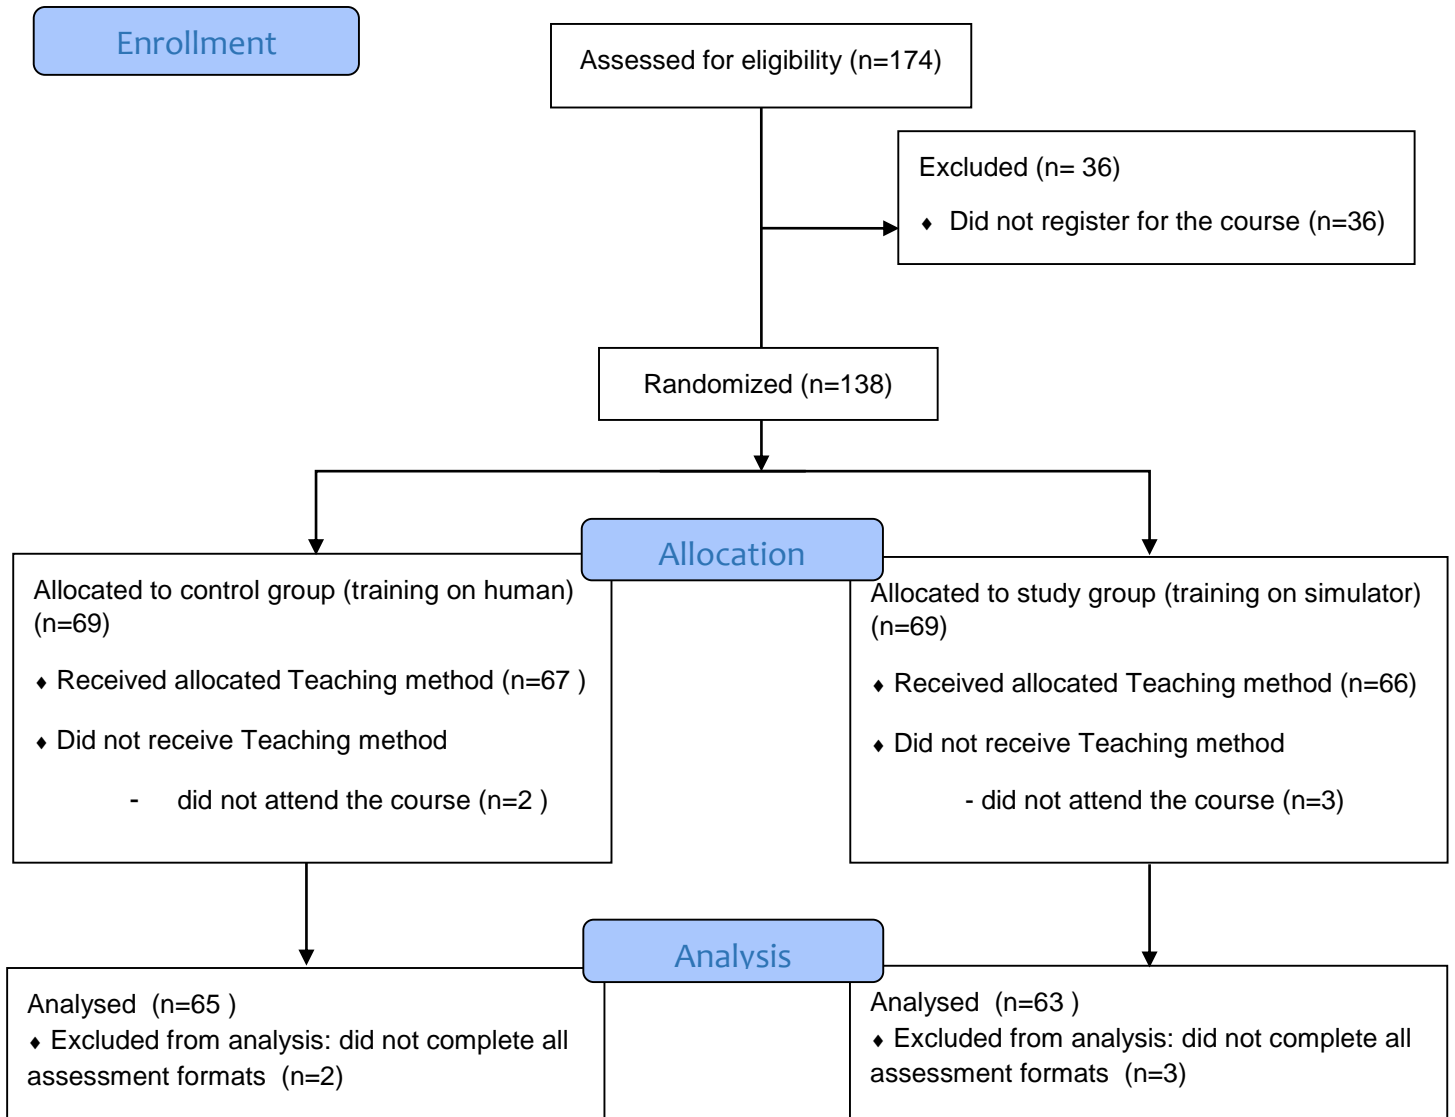 Enrollment
Assessed for eligibility (n=174)
Excluded (n= 36)
♦ Did not register for the course (n=36)
Randomized (n=138)
Allocation
Allocated to control group (training on human)
(n=69)
♦ Received allocated Teaching method (n=67 )
♦ Did not receive Teaching method
- did not attend the course (n=2 )
Allocated to study group (training on simulator)
(n=69)
♦ Received allocated Teaching method (n=66)
♦ Did not receive Teaching method
- did not attend the course (n=3)
Analysis
Analysed (n=65 )
♦ Excluded from analysis: did not complete all
assessment formats (n=2)
Analysed (n=63 )
♦ Excluded from analysis: did not complete all
assessment formats (n=3)